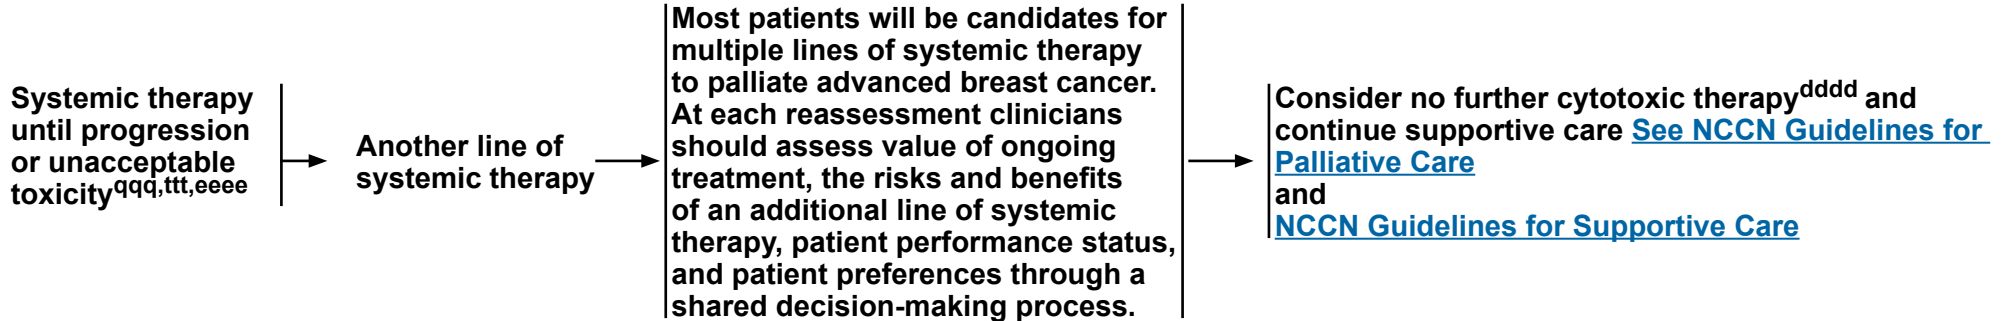 Systemic therapy
until progression
or unacceptable
toxicityqqq,ttt,eeee
Another line of
systemic therapy
Most patients will be candidates for
multiple lines of systemic therapy
to palliate advanced breast cancer.
At each reassessment clinicians
should assess value of ongoing
treatment, the risks and benefits
of an additional line of systemic
therapy, patient performance status,
and patient preferences through a
shared decision-making process.
Consider no further cytotoxic therapydddd and
continue supportive care See NCCN Guidelines for
Palliative Care
and
NCCN Guidelines for Supportive Care